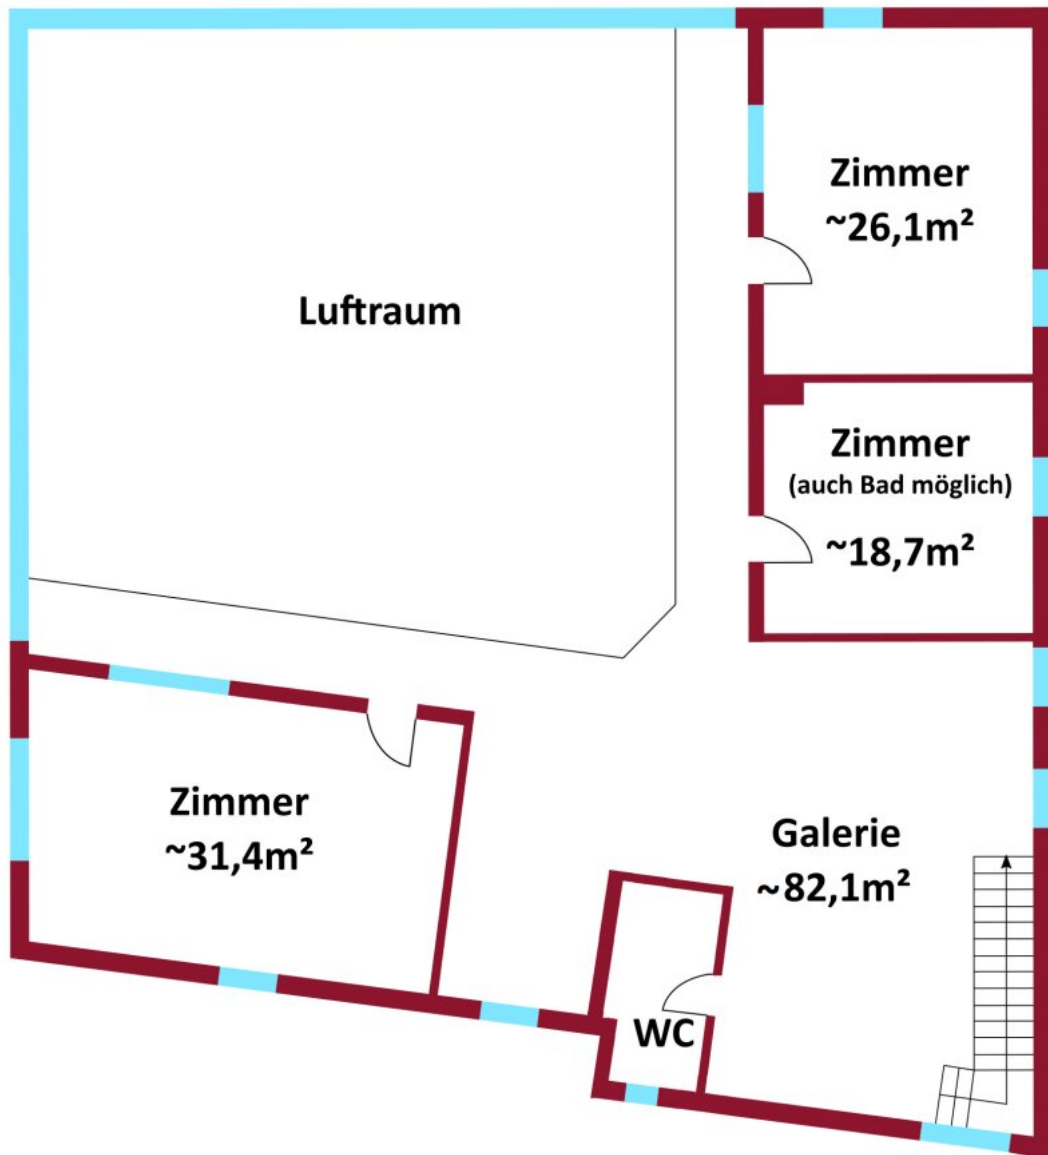 Zimmer
~26,1m²
Luftraum
Zimmer
(auch Bad möglich)
~18,7m²
Zimmer
~31,4m²
Galerie
~82,1m²
WC